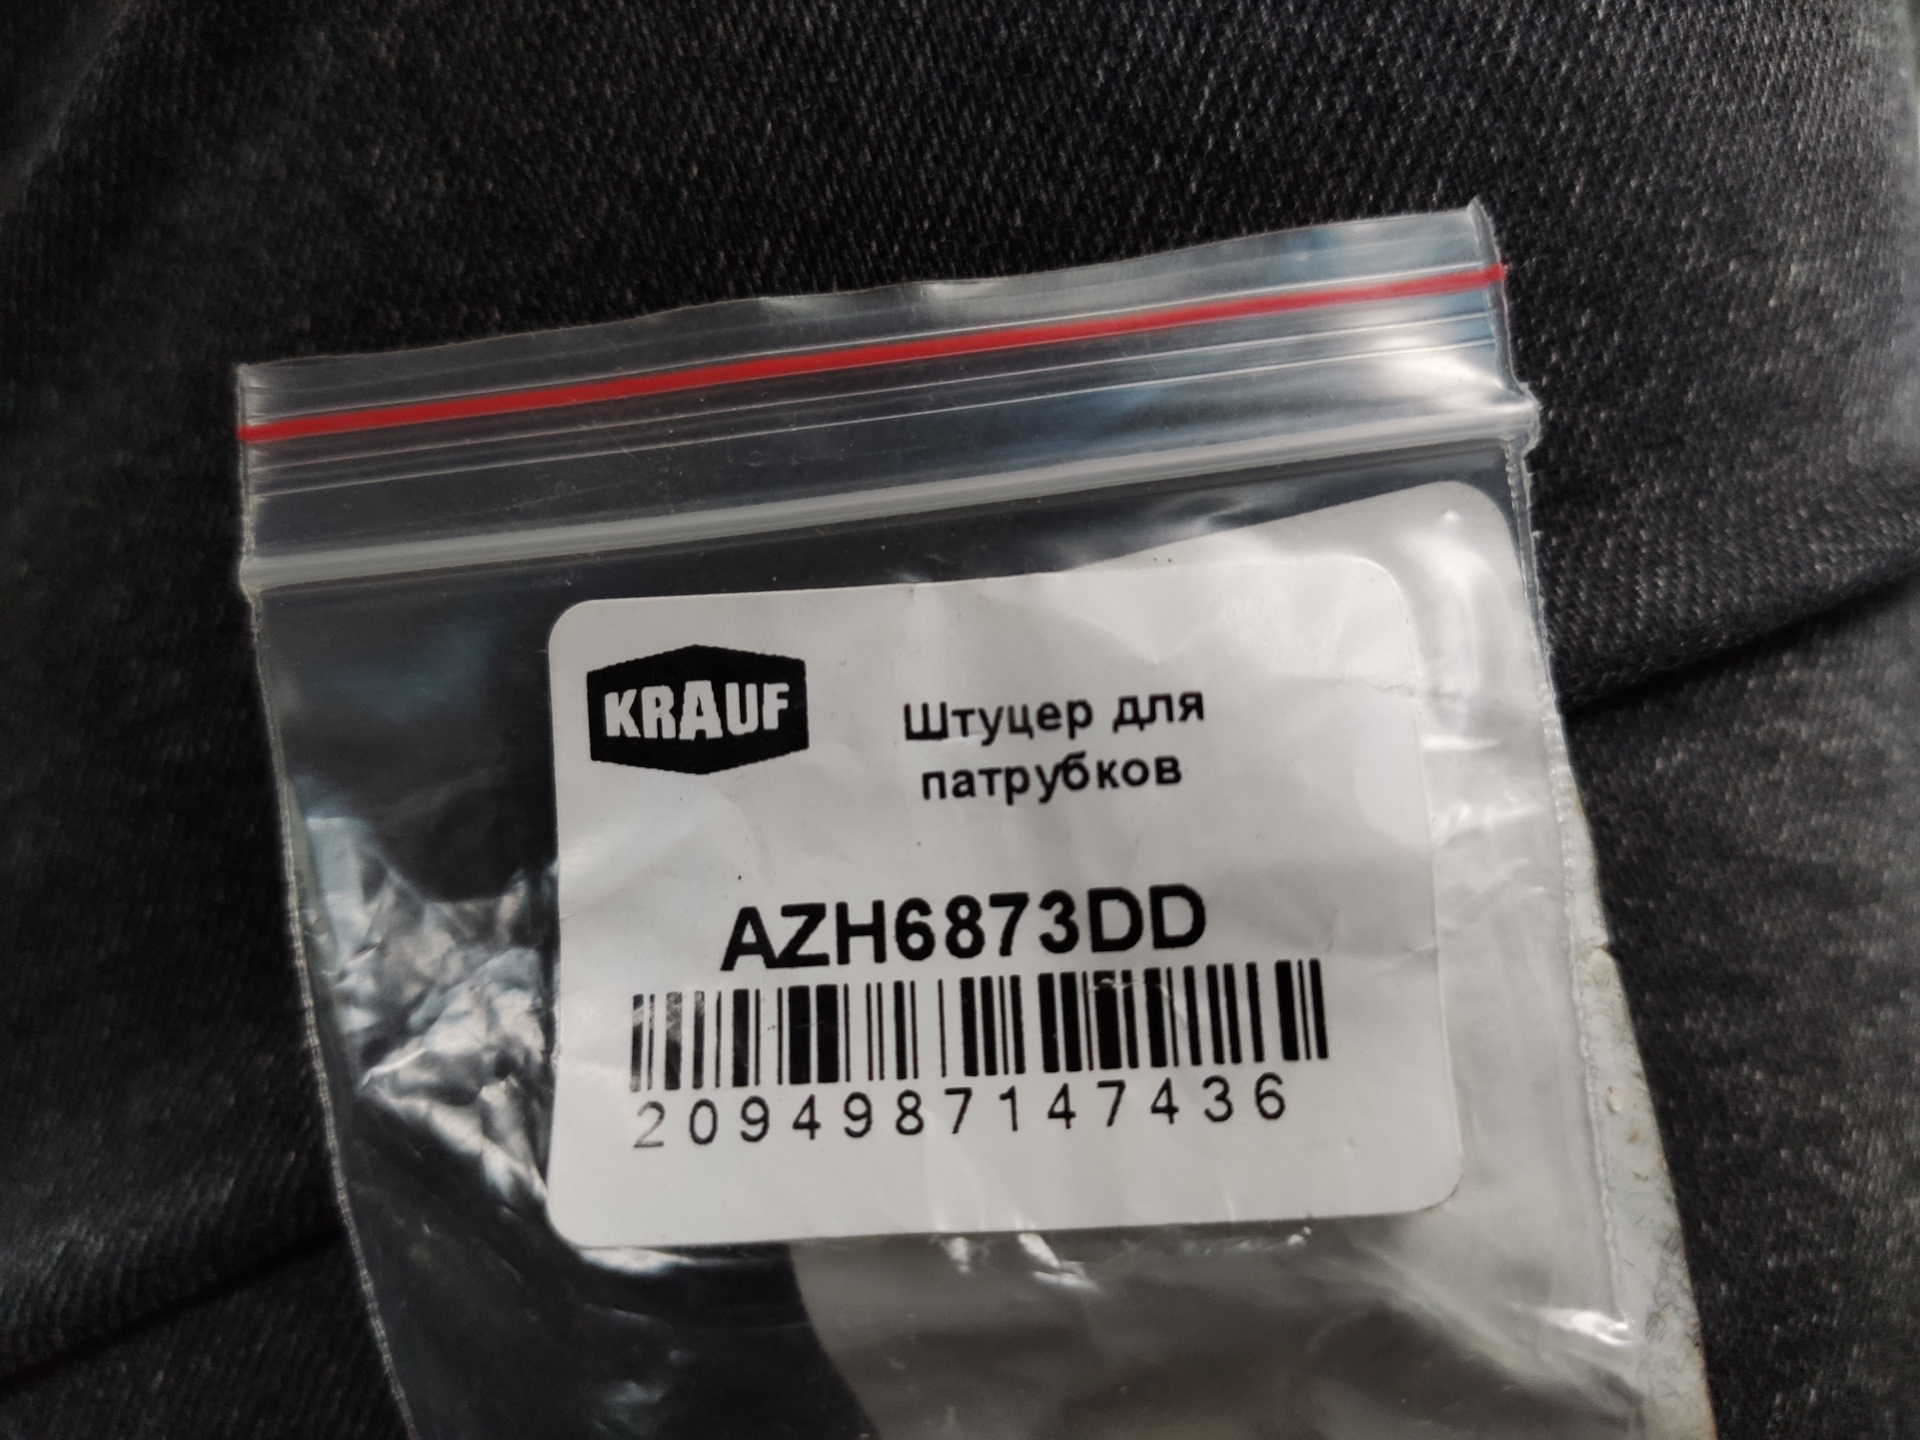 KRAUF
Штуцер для
патрубков
AZH6873DD
2094987147436